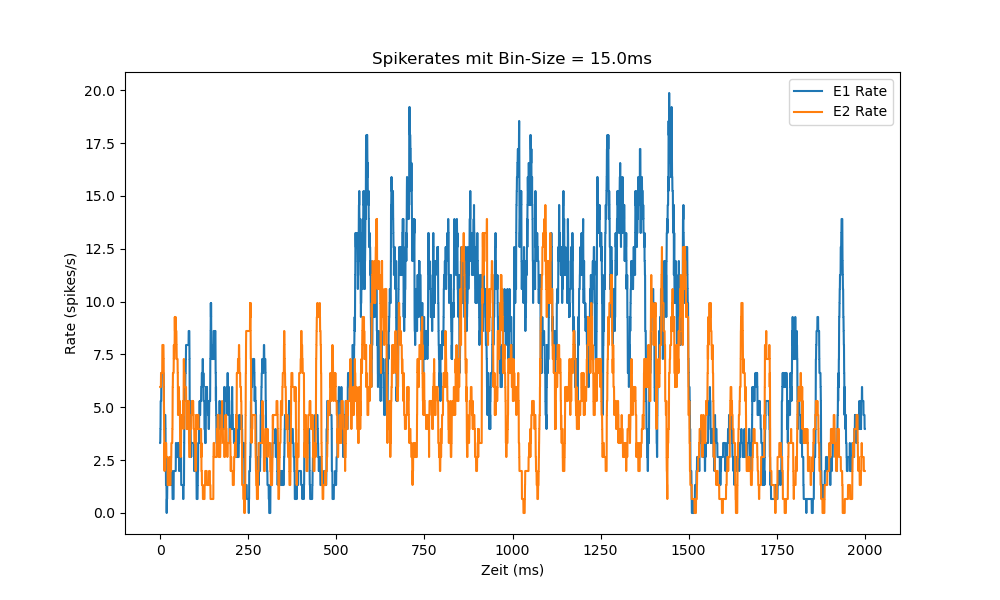 Spikerates mit Bin-Size = 15.0ms
E1 Rate
E2 Rate
Rate (spikes/s)
20.0
17.5
15.0
12.5
10.0
7.5
5.0
2.5
0.0
0 250 500 750 1000 1250 1500 1750 2000
Zeit (ms)